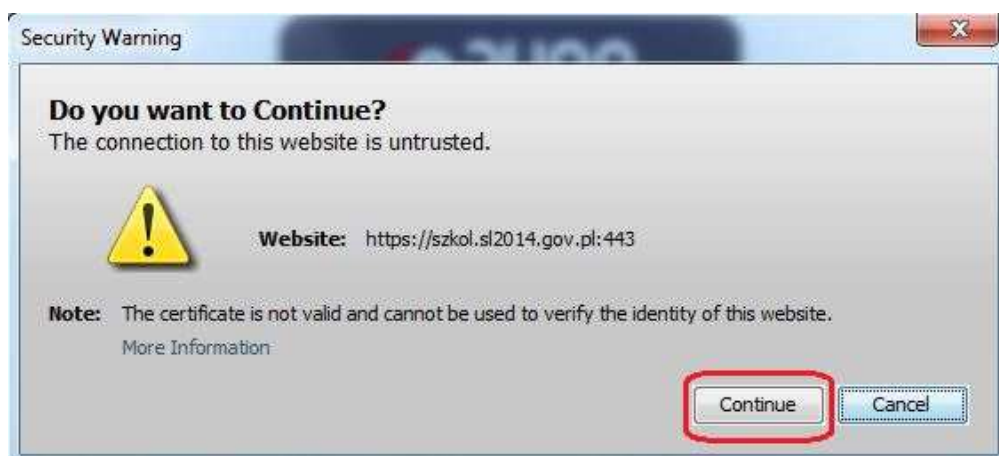 Security Warning
Do you want to Continue?
The connection to this website is untrusted.
Website: https://szkol.sl2014.gov.pl:443
Note: The certificate is not valid and cannot be used to verify the identity of this website.
More Information
Continue Cancel